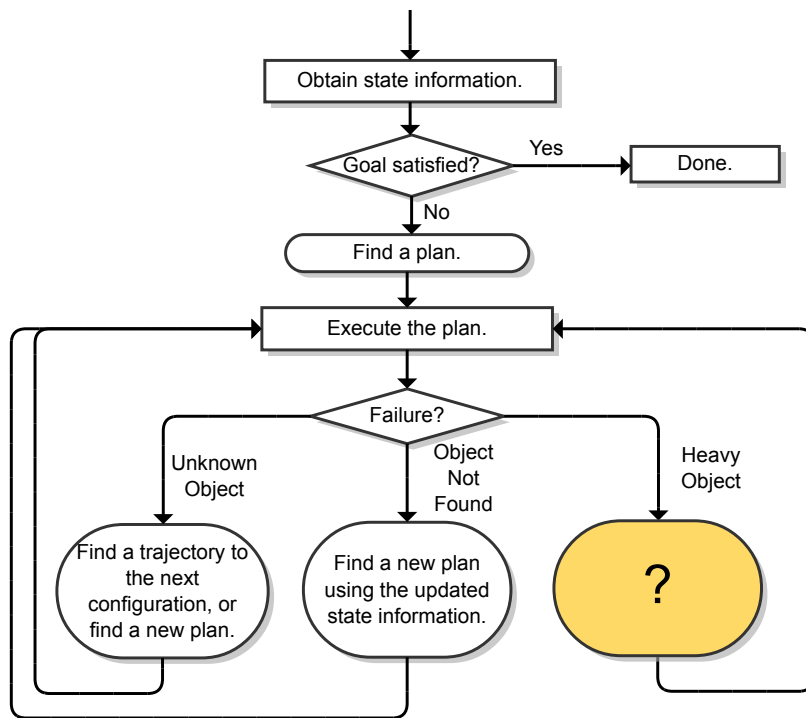 Obtain state information.
Goal satisfied?
Yes
Done.
No
Find a plan.
Execute the plan.
Failure?
Unknown
Object
Object
Not
Found
Heavy
Object
Find a trajectory to
the next
configuration, or
find a new plan.
Find a new plan
using the updated
state information.
?